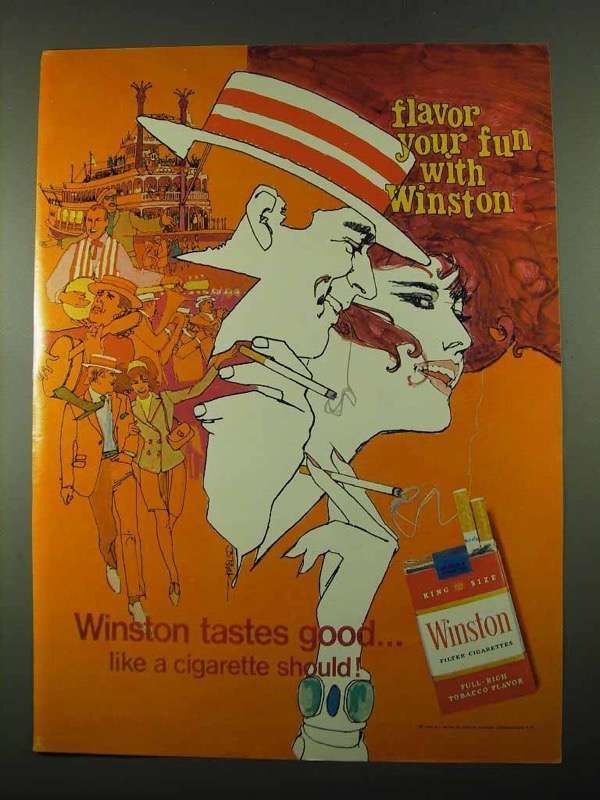 flavor
your fun
with
Winston
KING SIZE
Winston
FILTER CIGARETTES
FULL-RICH
TOBACCO FLAVOR
Winston tastes good...
like a cigarette should!